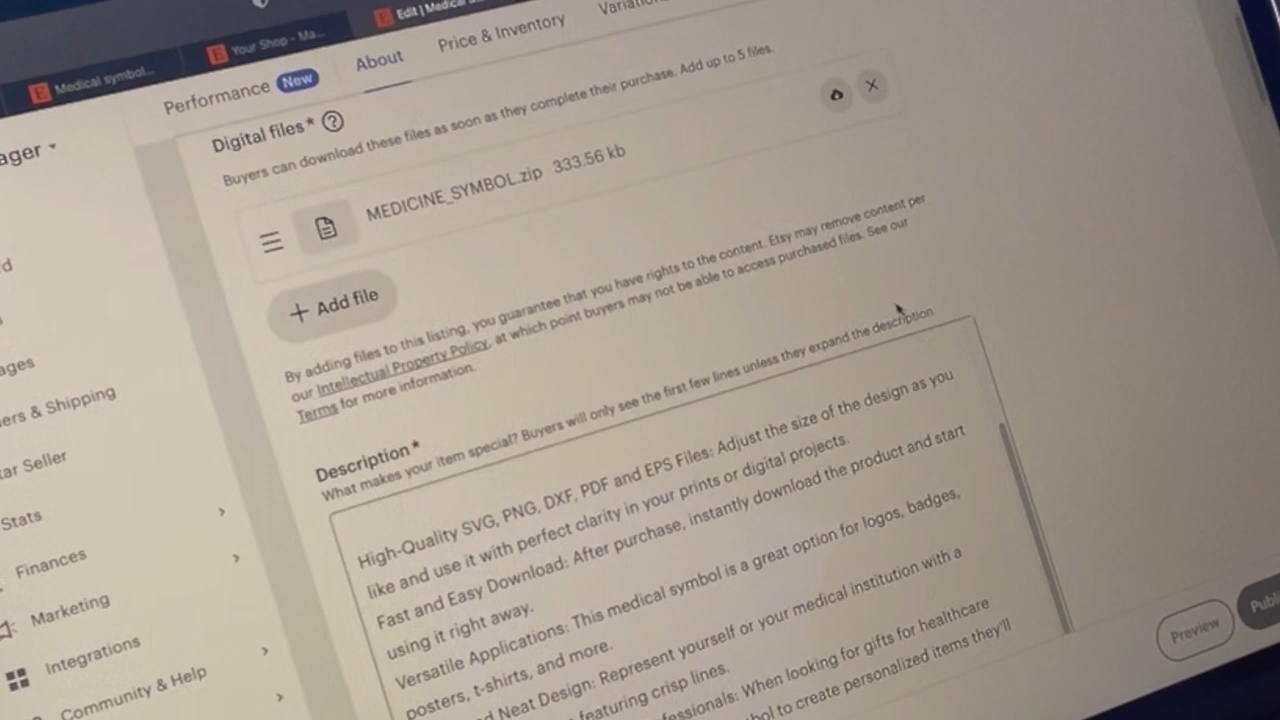 Medical symbol...
Your Shop - Ma...
Edit | Medical
Performance New About Price & Inventory
Digital files* ?
Buyers can download these files as soon as they complete their purchase. Add up to 5 files.
MEDICINE_SYMBOL.zip 333.56 kb
+ Add file
By adding files to this listing, you guarantee that you have rights to the content. Etsy may remove content per
our Intellectual Property Policy, at which point buyers may not be able to access purchased files. See our
Terms for more information.
Description *
What makes your item special? Buyers will only see the first few lines unless they expand the description.
High-Quality SVG, PNG, DXF, PDF and EPS Files: Adjust the size of the design as you
like and use it with perfect clarity in your prints or digital projects.
Fast and Easy Download: After purchase, instantly download the product and start
using it right away.
Versatile Applications: This medical symbol is a great option for logos, badges,
posters, t-shirts, and more.
Neat Design: Represent yourself or your medical institution with a
featuring crisp lines.
When looking for gifts for healthcare
to create personalized items they'll
ager
& Shipping
Seller
Stats
Finances
Marketing
Integrations
Community & Help
Preview